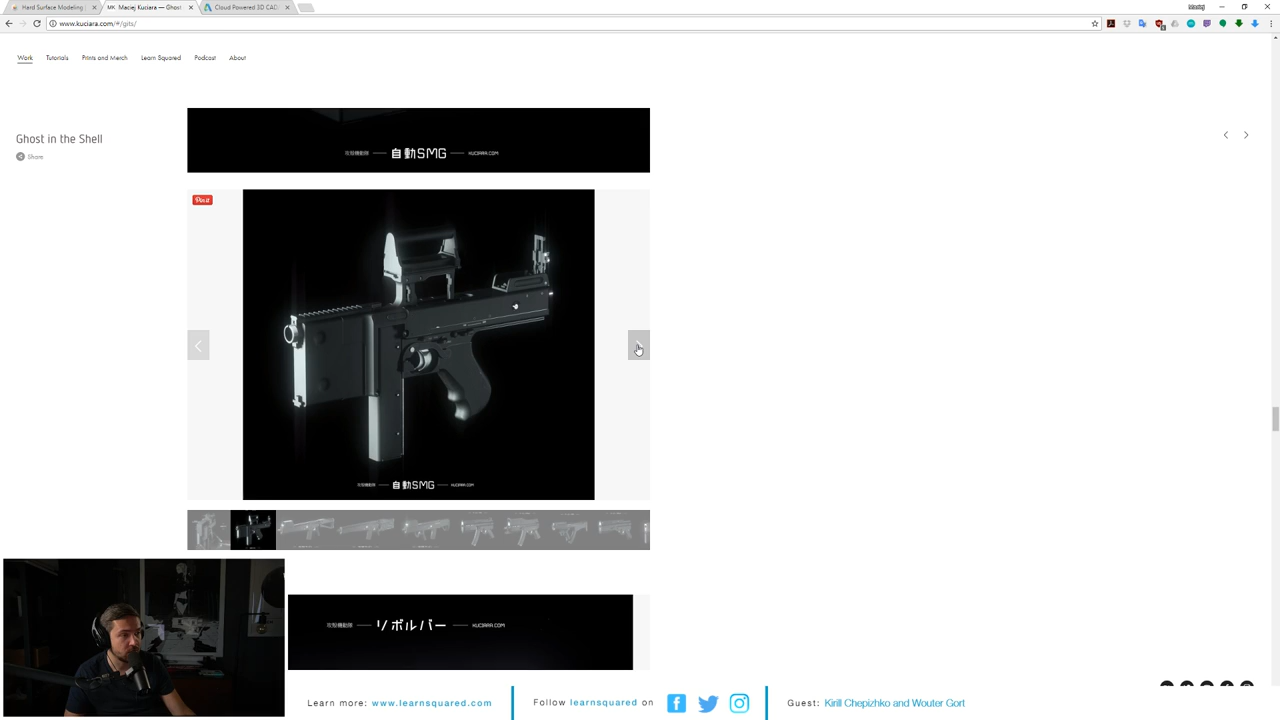 Hard Surface Modeling
MK Maciej Kuciara — Ghost
Cloud Powered 3D CAD
www.kuciara.com/#/gits/
Work
Tutorials
Prints and Merch
Learn Squared
Podcast
About
Ghost in the Shell
Share
攻殻機動隊 — 自動SMG — KUCIARA.COM
Pin it
攻殻機動隊 — 自動SMG — KUCIARA.COM
攻殻機動隊 — リボルバー — KUCIARA.COM
Learn more: www.learnsquared.com
Follow learnsquared on
Guest: Kirill Chepizhko and Wouter Gort